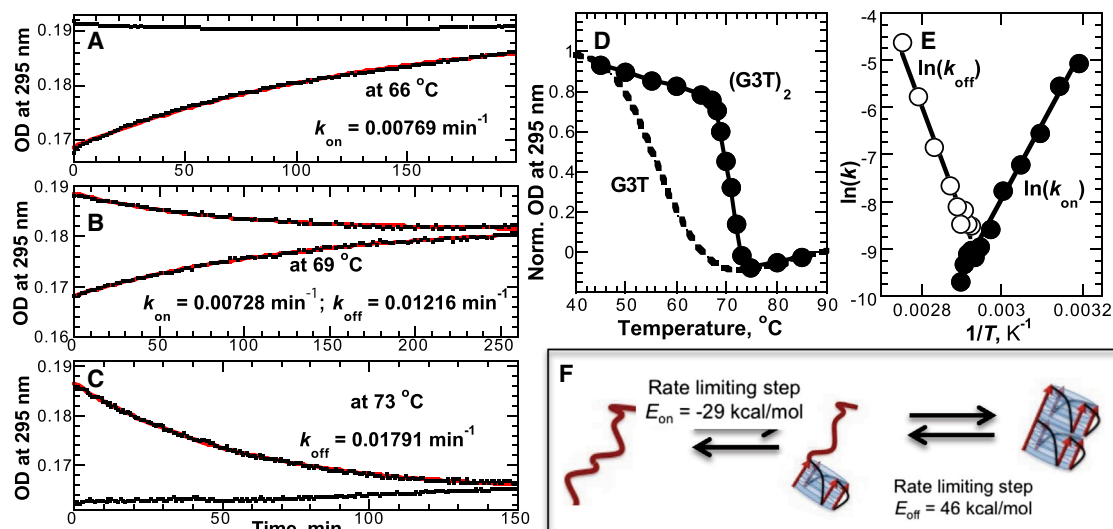 A
OD at 295 nm
0.19
0.18
0.17
at 66 °C
k on = 0.00769 min-1
0
50
100
150
B
OD at 295 nm
0.19
0.18
0.17
0.16
at 69 °C
k on = 0.00728 min-1 ; k off = 0.01216 min-1
0
50
100
150
200
250
C
OD at 295 nm
0.19
0.18
0.17
at 73 °C
k off = 0.01791 min-1
0
50
100
150
Time, min
D
Norm. OD at 295 nm
1
0.8
0.6
0.4
0.2
0
(G3T)2
G3T
40
50
60
70
80
90
Temperature, °C
E
ln(k)
-5
-6
-7
-8
-9
-10
ln(koff)
ln(kon)
0.0028
0.003
0.0032
1/T, K-1
F
Rate limiting step
Eon = -29 kcal/mol
Rate limiting step
Eoff = 46 kcal/mol